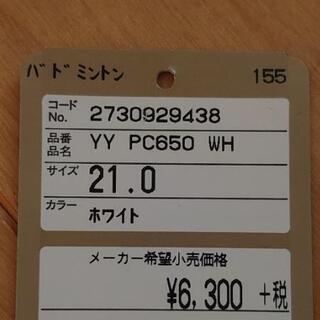 バドミントン 155
コード No. 2730929438
品番 品名 YY PC650 WH
サイズ 21.0
カラー ホワイト
メーカー希望小売価格
¥6,300 +税